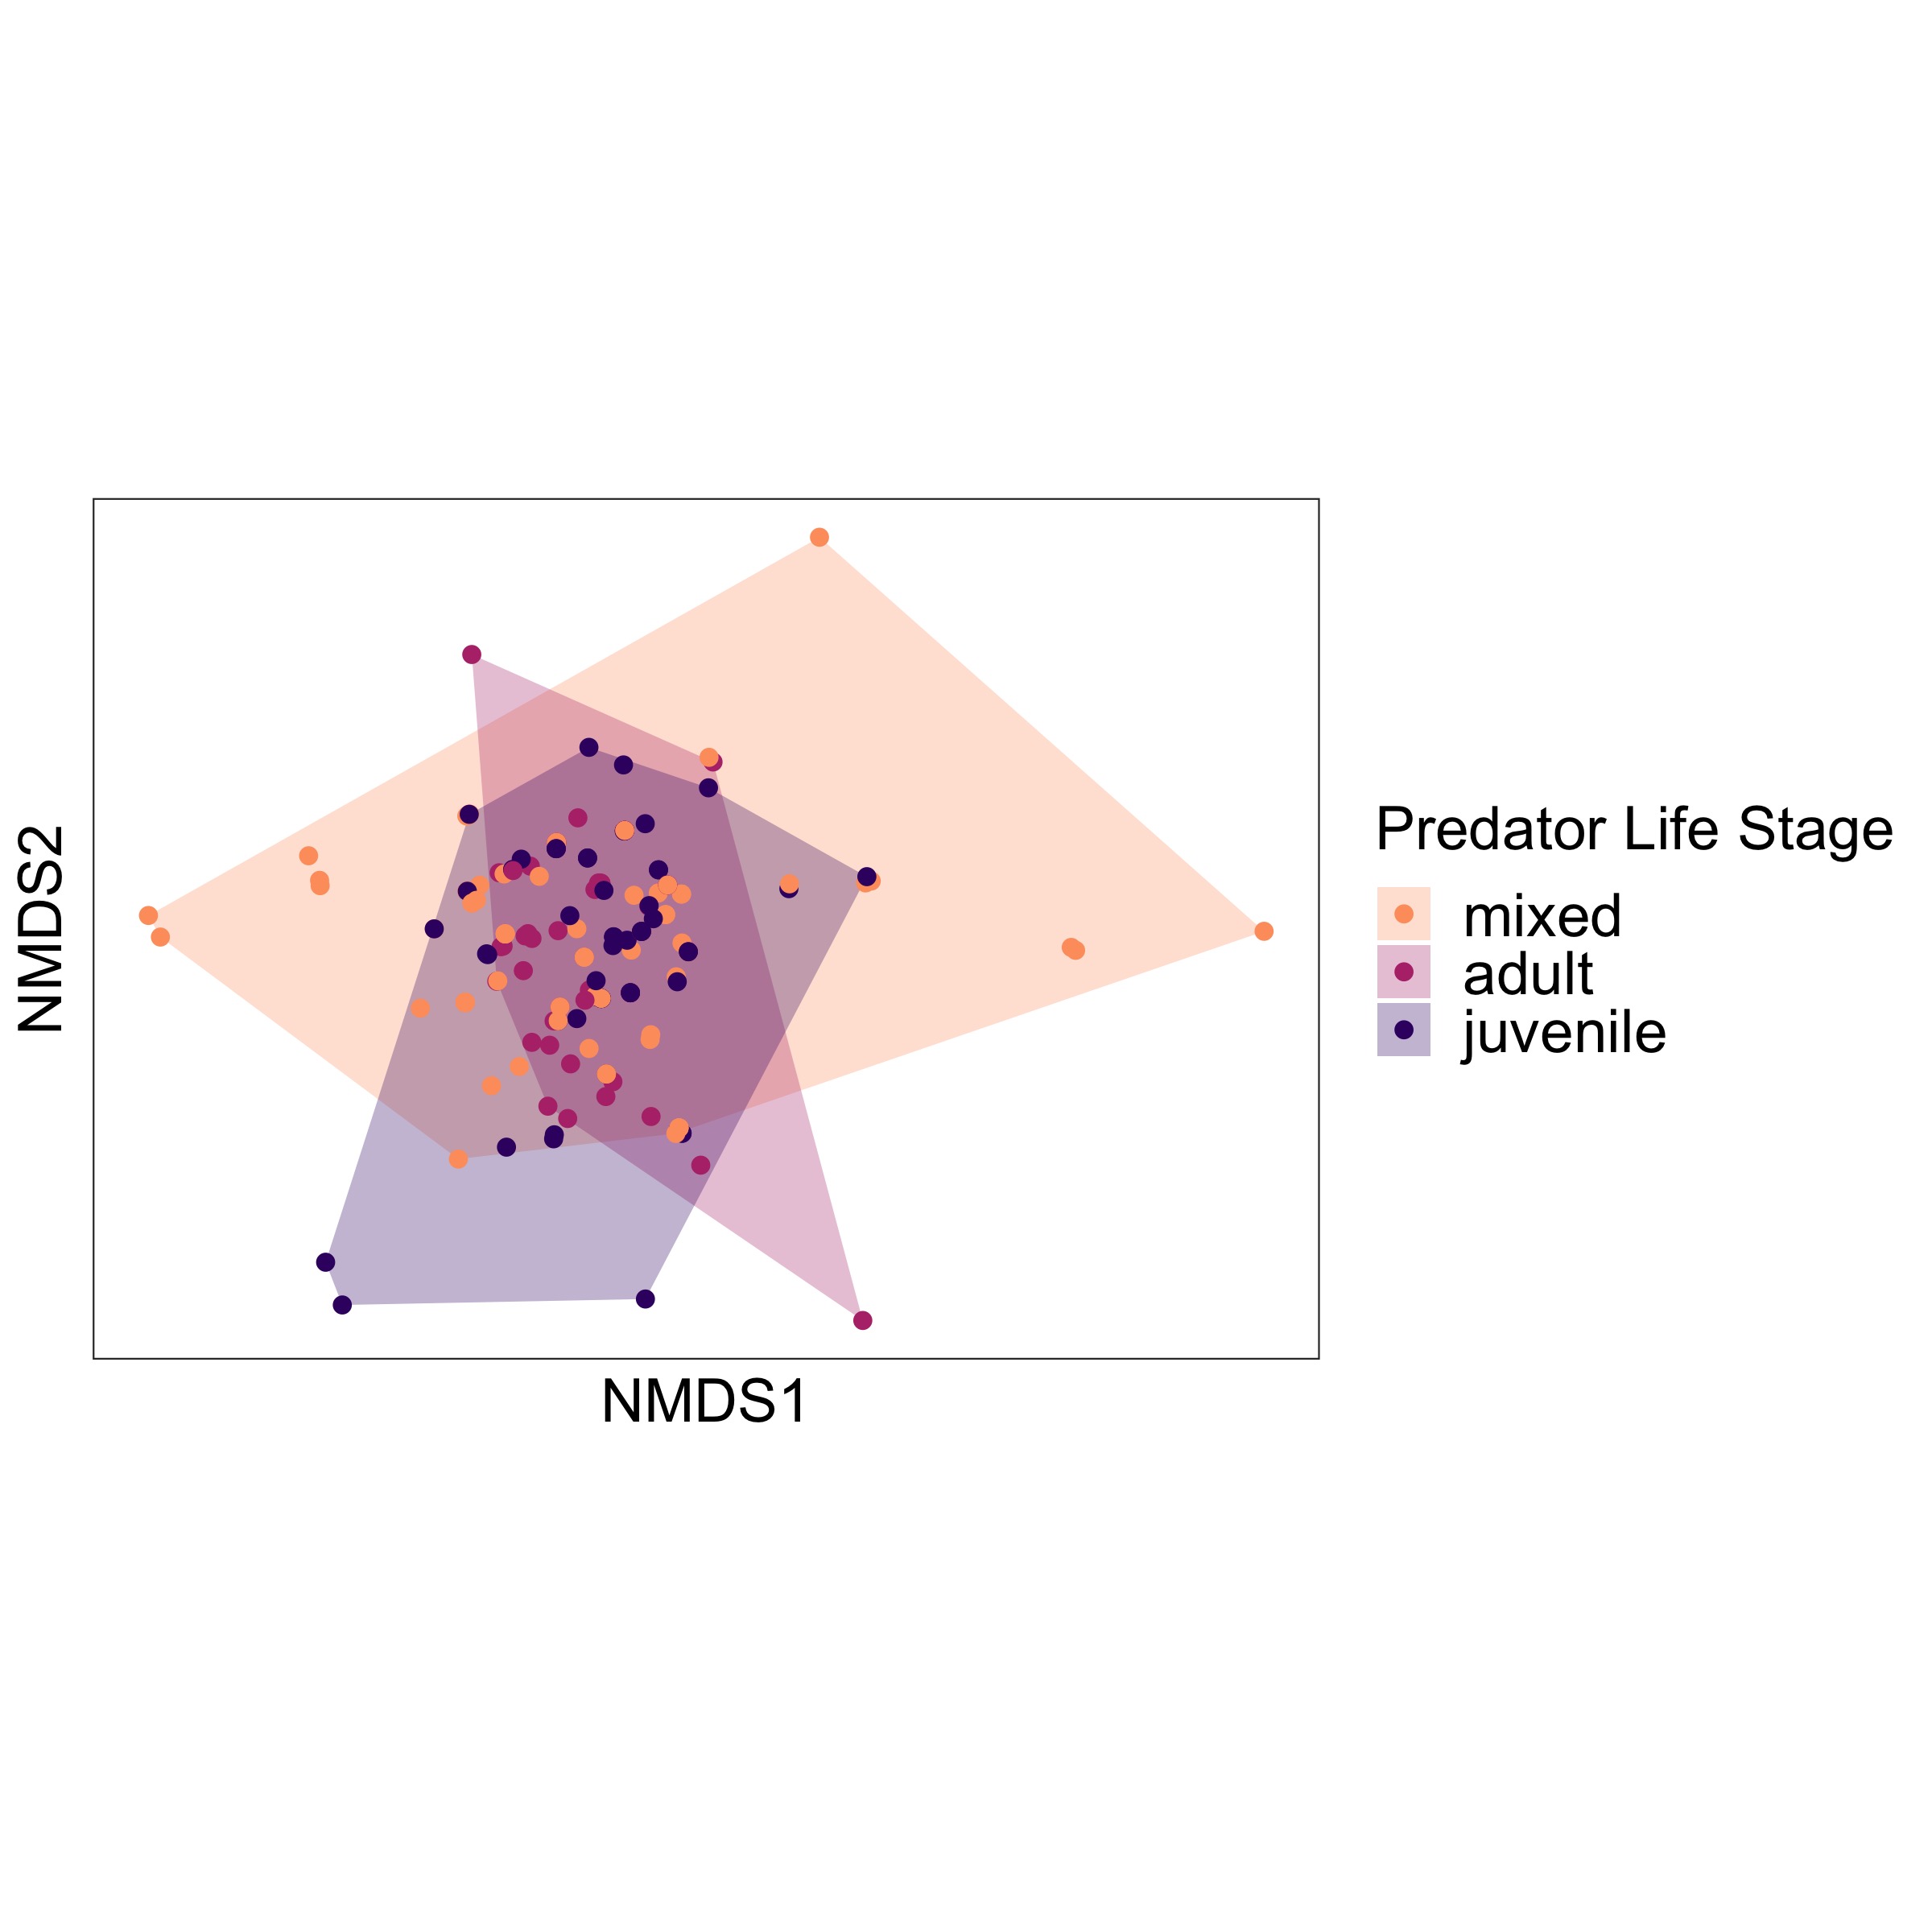 NMDS2
NMDS1
Predator Life Stage
mixed
adult
juvenile